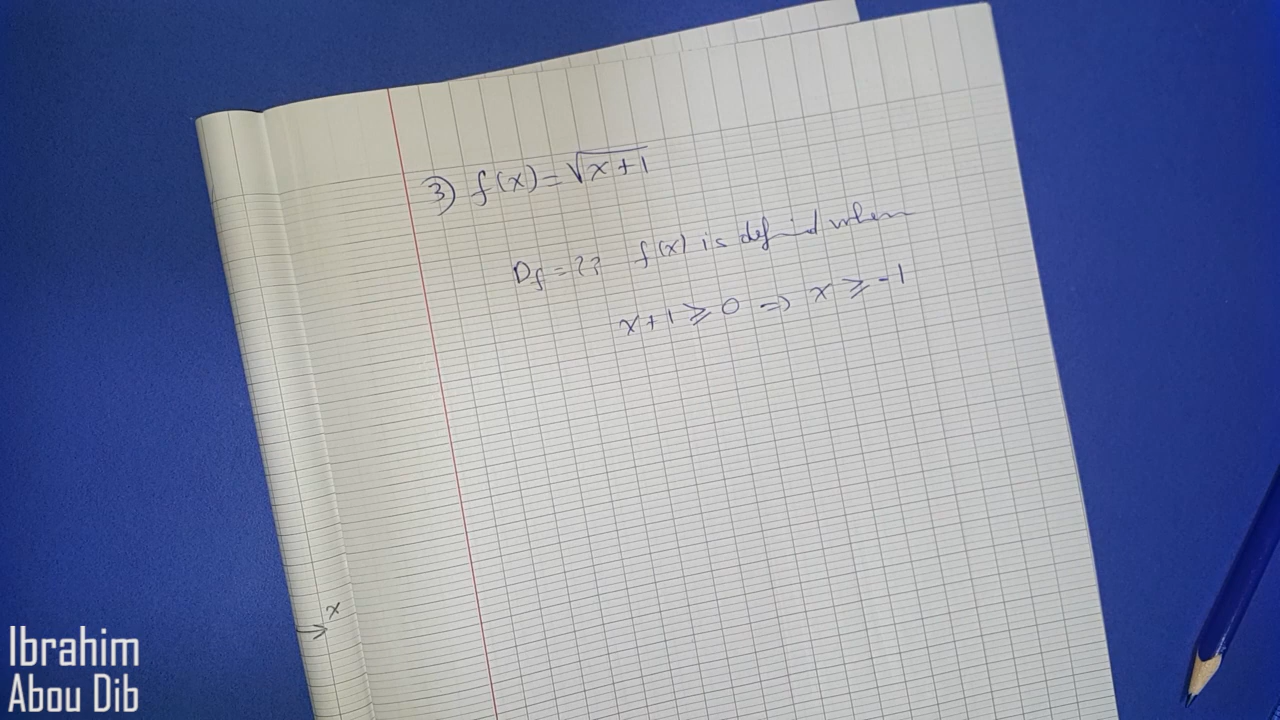 3) f(x) = √x+1
Df = ?? f(x) is defined when
x+1 ⩾ 0 ⇒ x ⩾ -1
x
Ibrahim
Abou Dib